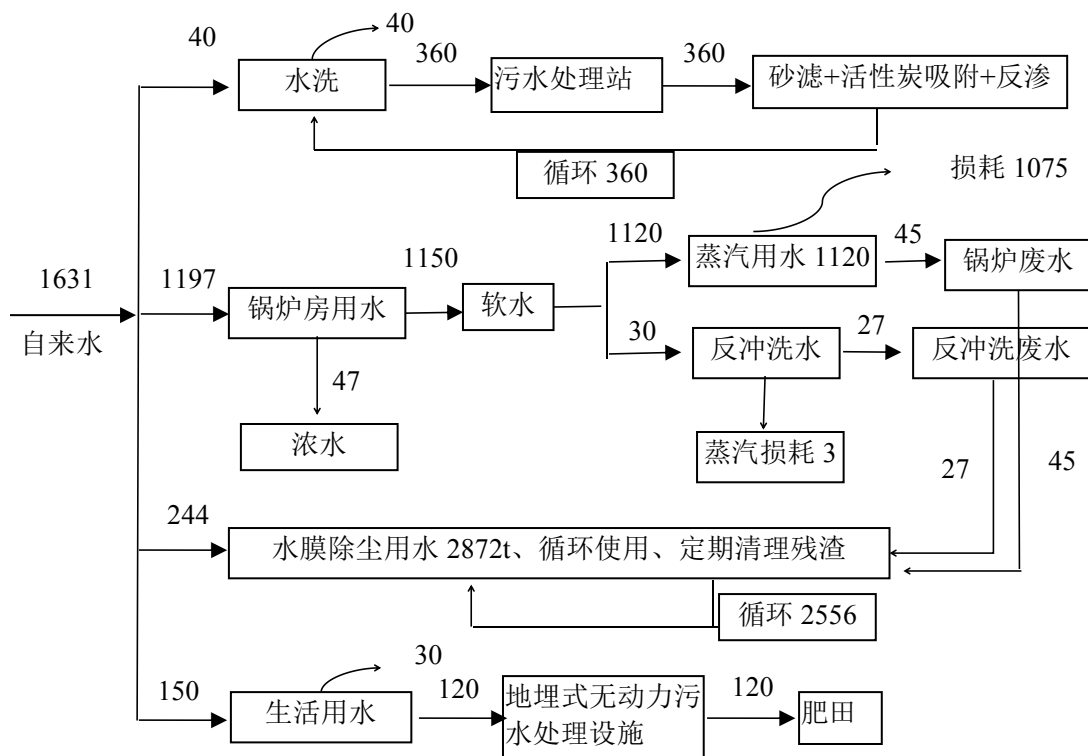 40
40
水洗
360
污水处理站
360
砂滤+活性炭吸附+反渗
循环 360
损耗 1075
1631
自来水
1197
锅炉房用水
1150
软水
1120
蒸汽用水 1120
45
锅炉废水
30
反冲洗水
27
反冲洗废水
47
浓水
蒸汽损耗 3
27
45
244
水膜除尘用水 2872t、循环使用、定期清理残渣
循环 2556
150
生活用水
30
120
地埋式无动力污
水处理设施
120
肥田